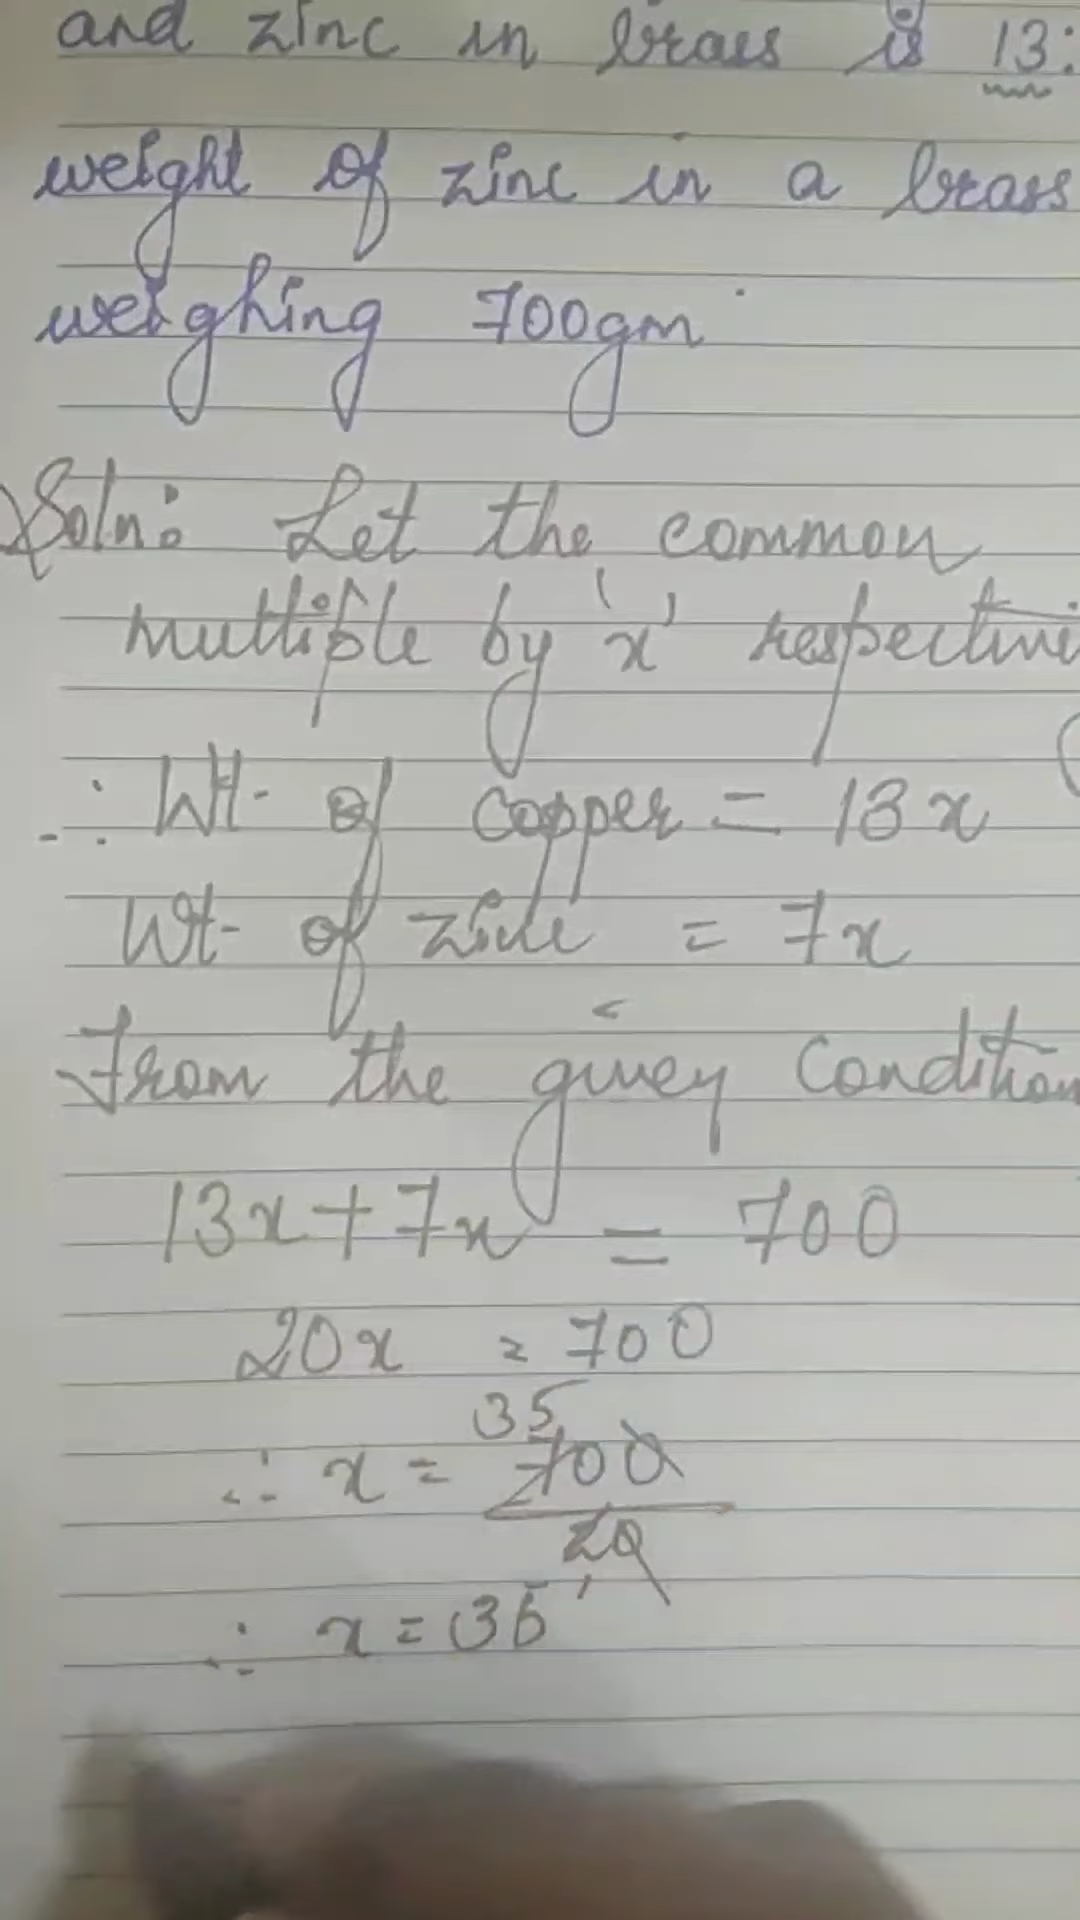 and zinc in brass is 13:
weight of zinc in a brass
weighing 700gm
Soln: Let the common
multiple by 'x'
∴ Wt. of copper = 13x
Wt. of zinc = 7x
From the given condition
13x + 7x = 700
20x = 700
35
∴ x = 700
20
1
∴ x = 35